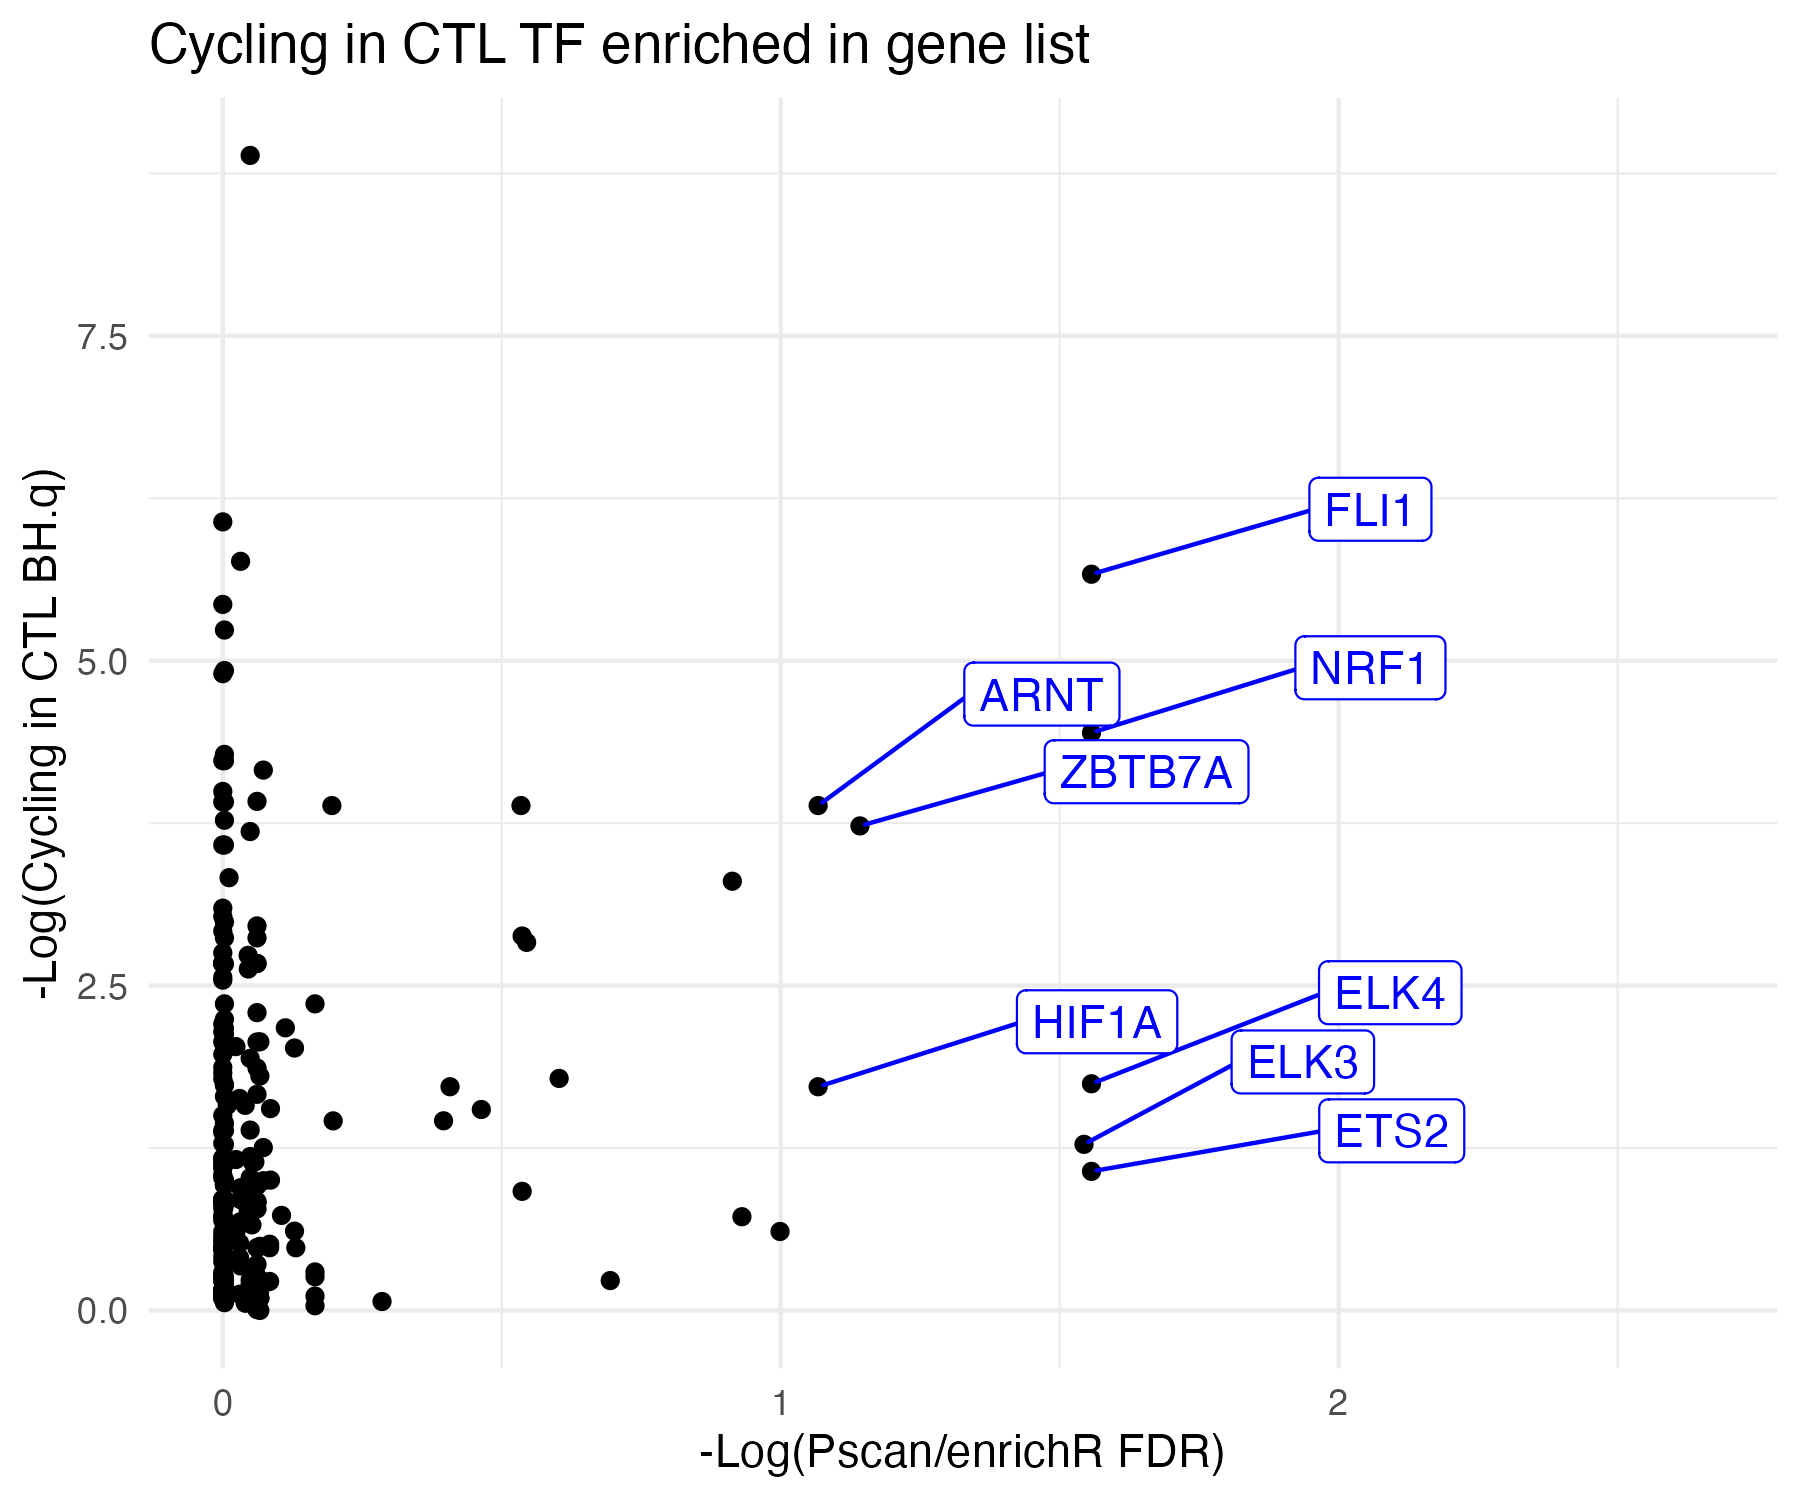 Cycling in CTL TF enriched in gene list
-Log(Cycling in CTL BH.q)
7.5
5.0
2.5
0.0
FLI1
NRF1
ARNT
ZBTB7A
ELK4
HIF1A
ELK3
ETS2
0
1
2
-Log(Pscan/enrichR FDR)